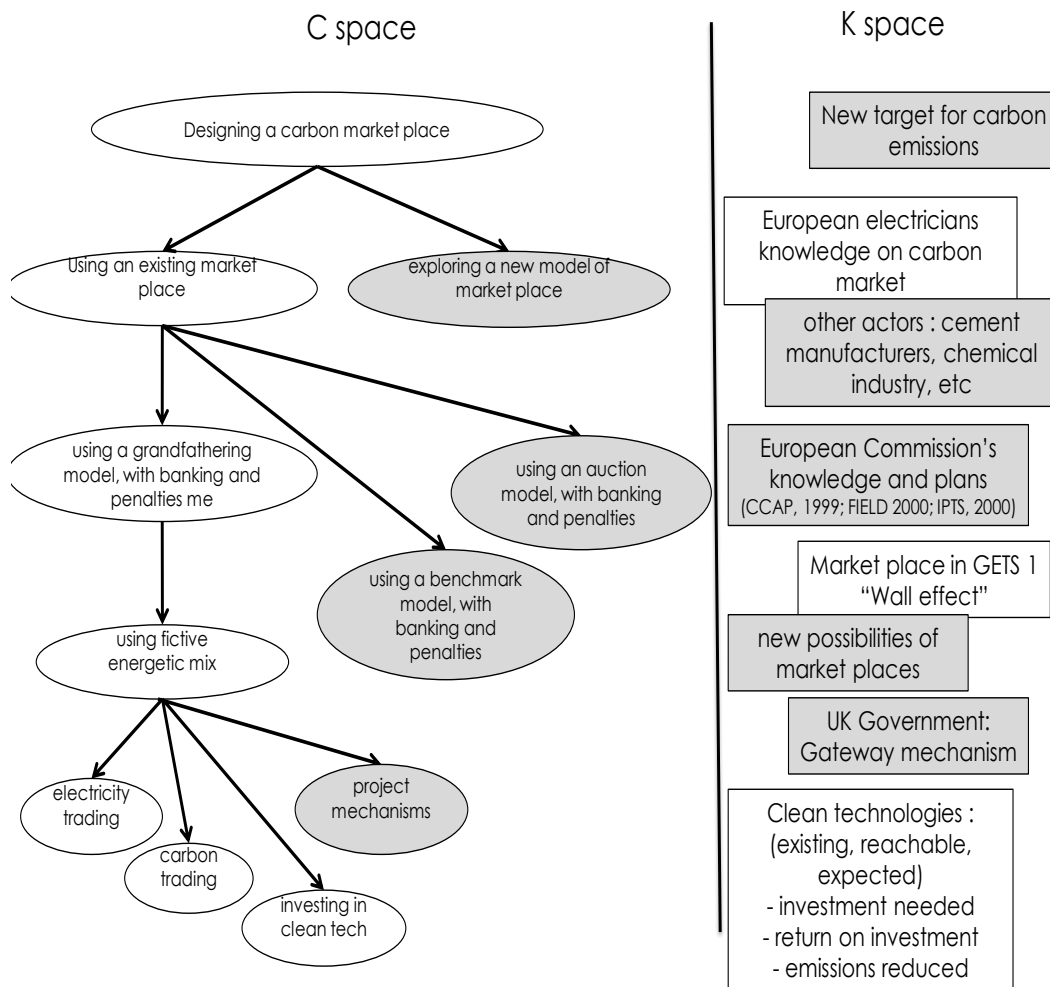 C space
K space
Designing a carbon market place
Using an existing market
place
exploring a new model of
market place
using a grandfathering
model, with banking and
penalties me
using an auction
model, with banking
and penalties
using a benchmark
model, with
banking and
penalties
using fictive
energetic mix
electricity
trading
carbon
trading
investing in
clean tech
project
mechanisms
New target for carbon
emissions
European electricians
knowledge on carbon
market
other actors : cement
manufacturers, chemical
industry, etc
European Commission's
knowledge and plans
(CCAP, 1999; FIELD 2000; IPTS, 2000)
Market place in GETS 1
“Wall effect”
new possibilities of
market places
UK Government:
Gateway mechanism
Clean technologies :
(existing, reachable,
expected)
- investment needed
- return on investment
- emissions reduced